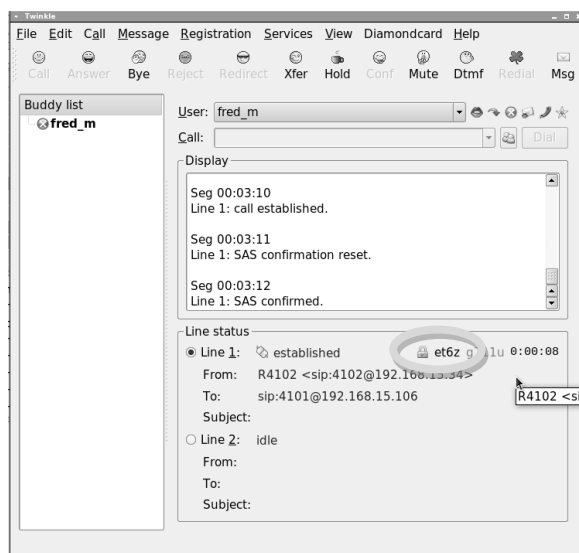 Twinkle
File Edit Call Message Registration Services View Diamondcard Help
Call Answer Bye Reject Redirect Xfer Hold Conf Mute Dtmf Redial Msg
Buddy list
fred_m
User: fred_m
Call: Dial
Display
Seg 00:03:10
Line 1: call established.
Seg 00:03:11
Line 1: SAS confirmation reset.
Seg 00:03:12
Line 1: SAS confirmed.
Line status
Line 1: established et6z 0:00:08
From: R4102 <sip:4102@192.168.15.34>
To: sip:4101@192.168.15.106
R4102 <si
Subject:
Line 2: idle
From:
To:
Subject: